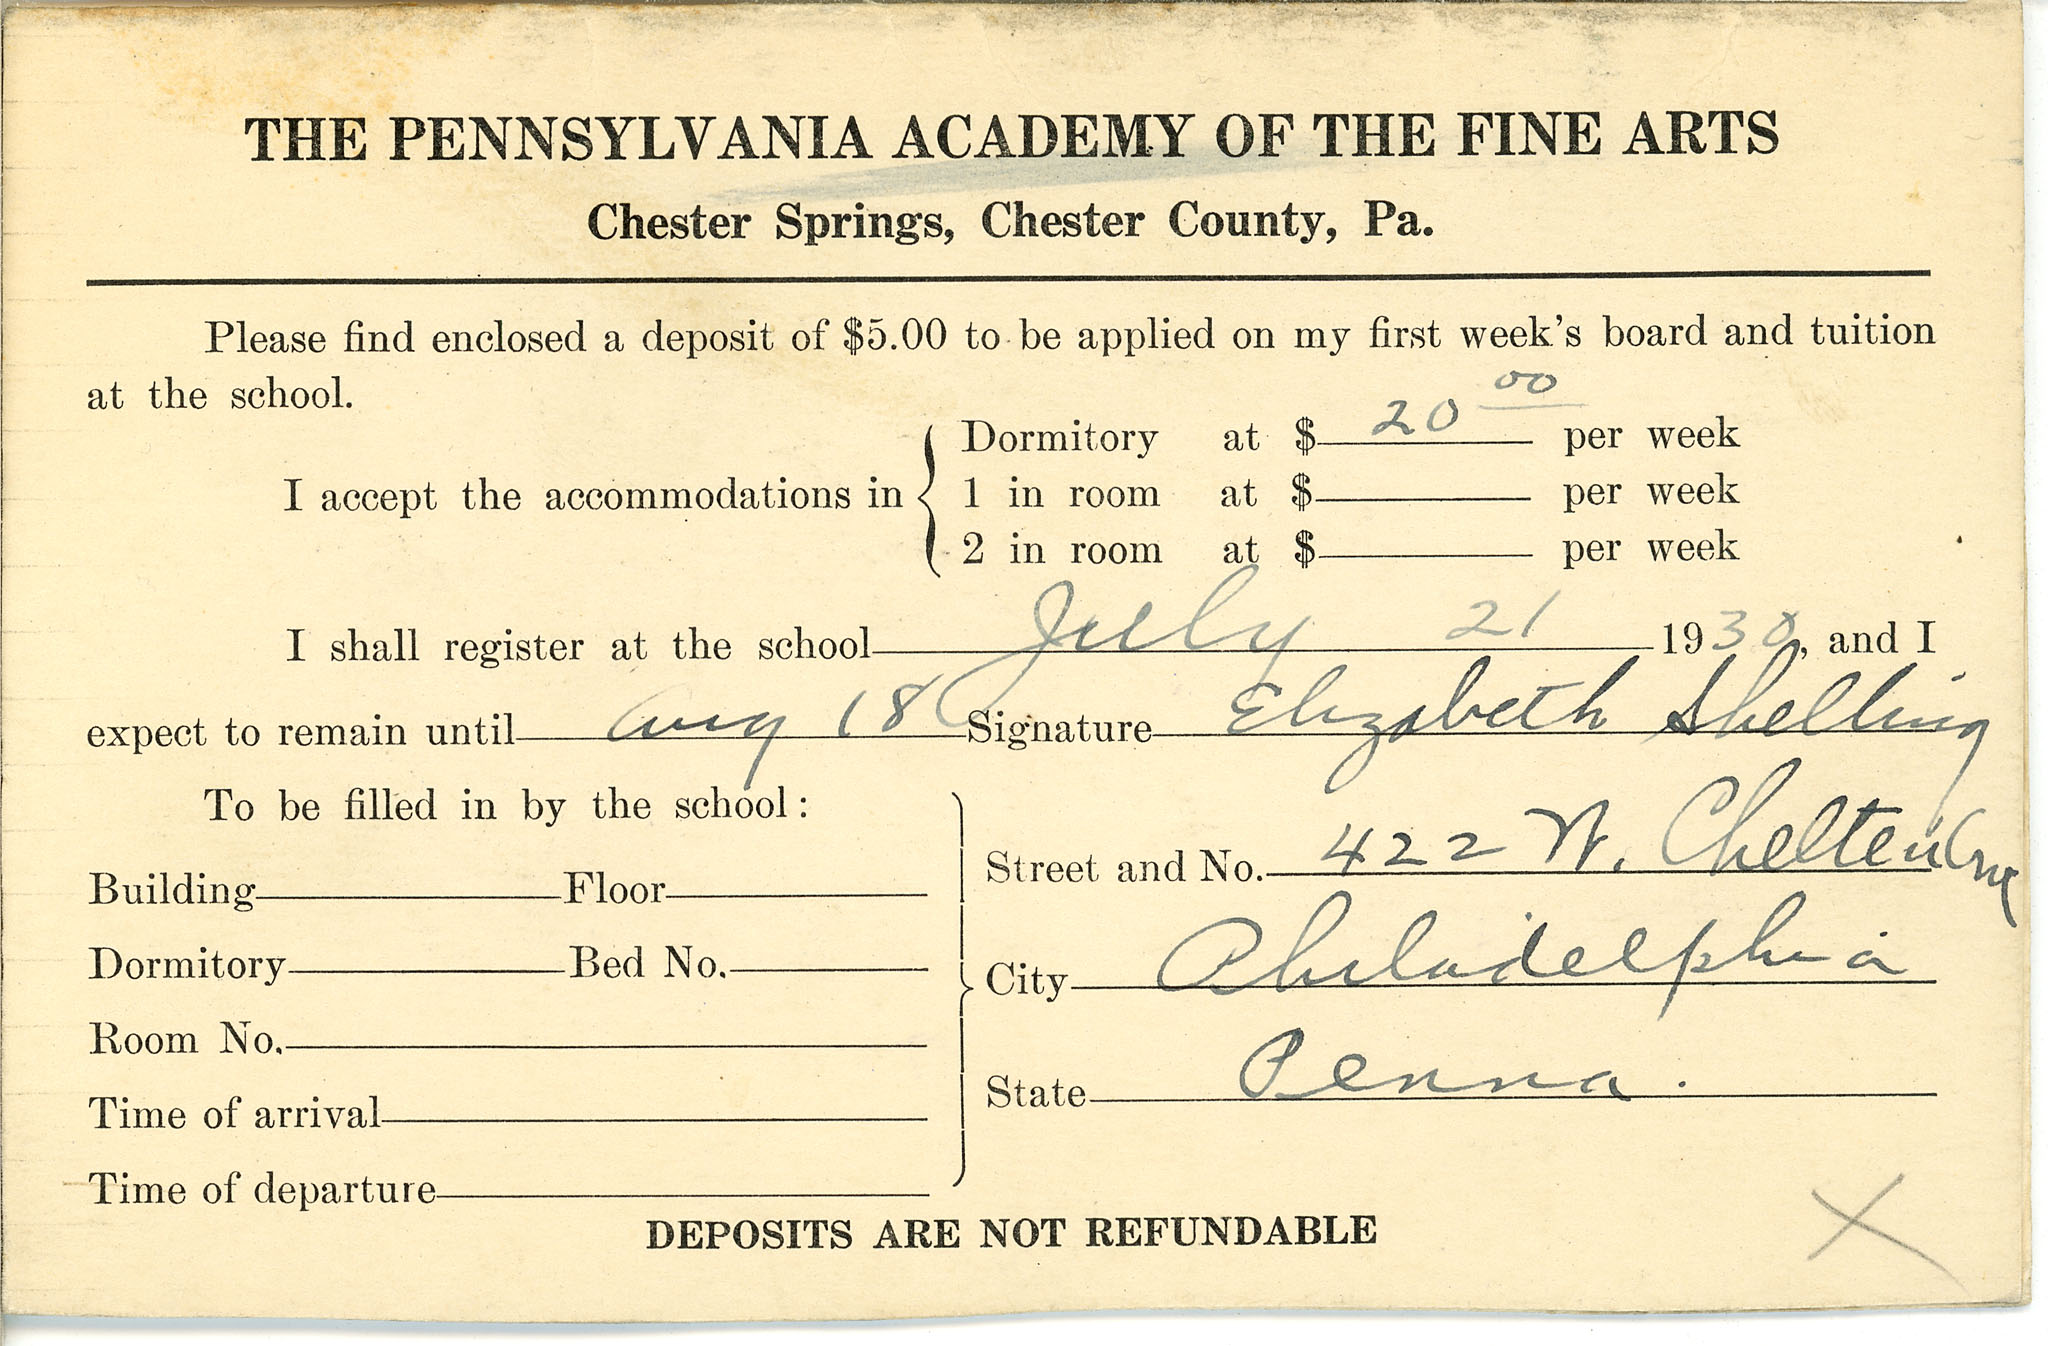 THE PENNSYLVANIA ACADEMY OF THE FINE ARTS
Chester Springs, Chester County, Pa.
Please find enclosed a deposit of $5.00 to be applied on my first week's board and tuition
at the school.
I accept the accommodations in
Dormitory at $ 20 00 per week
1 in room at $ per week
2 in room at $ per week
I shall register at the school July 21 1930, and I
expect to remain until Aug 18 Signature Elizabeth Shelling
To be filled in by the school:
Building Floor
Dormitory Bed No.
Room No.
Time of arrival
Time of departure
Street and No. 422 W. Chelten Ave
City Philadelphia
State Penna.
DEPOSITS ARE NOT REFUNDABLE
X